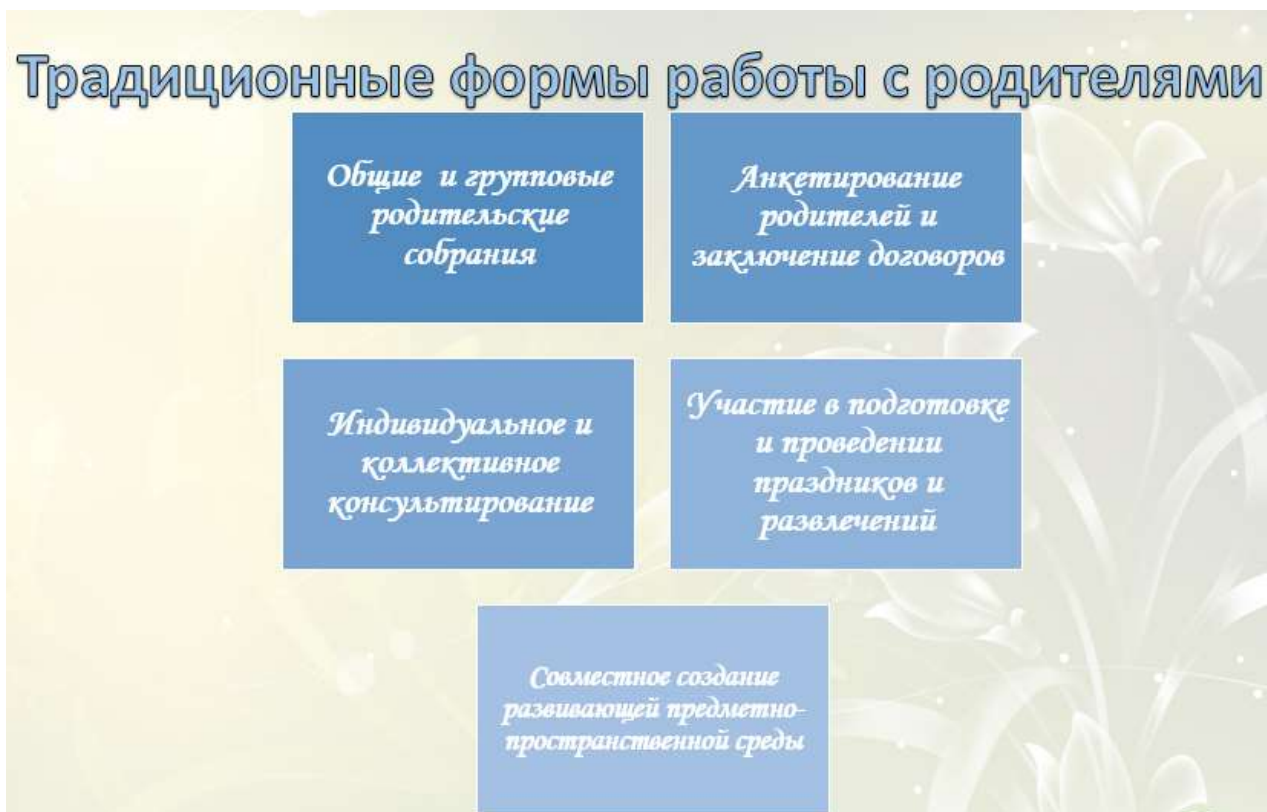 Традиционные формы работы с родителями
Общие и групповые
родительские
собрания
Анкетирование
родителей и
заключение договоров
Индивидуальное и
коллективное
консультирование
Участие в подготовке
и проведении
праздников и
развлечений
Совместное создание
развивающей предметно-
пространственной среды